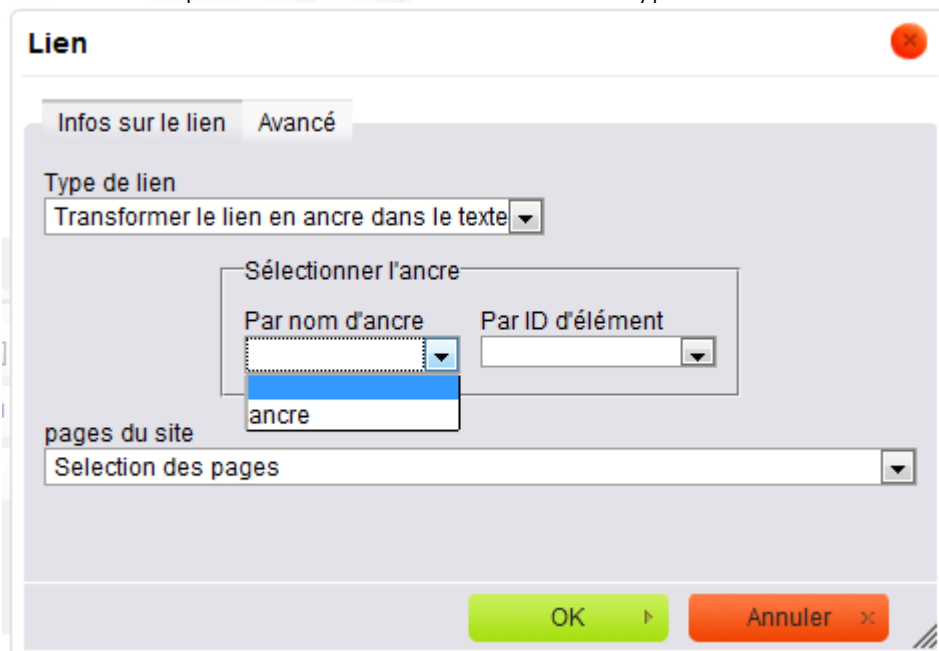 Lien
Infos sur le lien Avancé
Type de lien
Transformer le lien en ancre dans le texte
Sélectionner l'ancre
Par nom d'ancre Par ID d'élément
ancre
pages du site
Selection des pages
OK Annuler